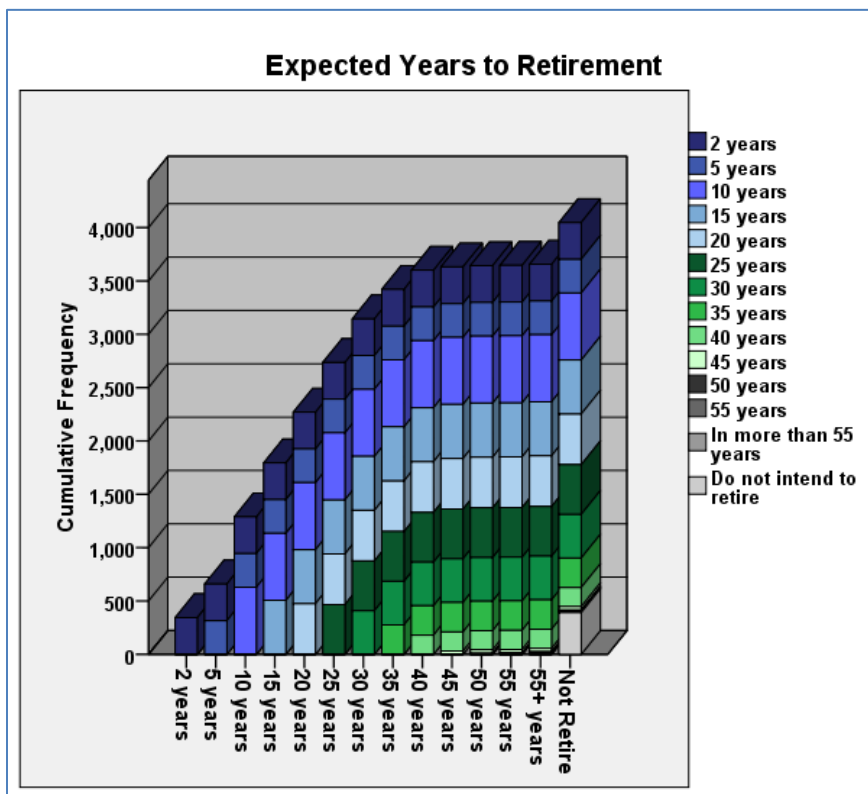 Expected Years to Retirement
Cumulative Frequency
4,000
3,500
3,000
2,500
2,000
1,500
1,000
500
0
2 years
5 years
10 years
15 years
20 years
25 years
30 years
35 years
40 years
45 years
50 years
55 years
55+ years
Not Retire
2 years
5 years
10 years
15 years
20 years
25 years
30 years
35 years
40 years
45 years
50 years
55 years
In more than 55
years
Do not intend to
retire